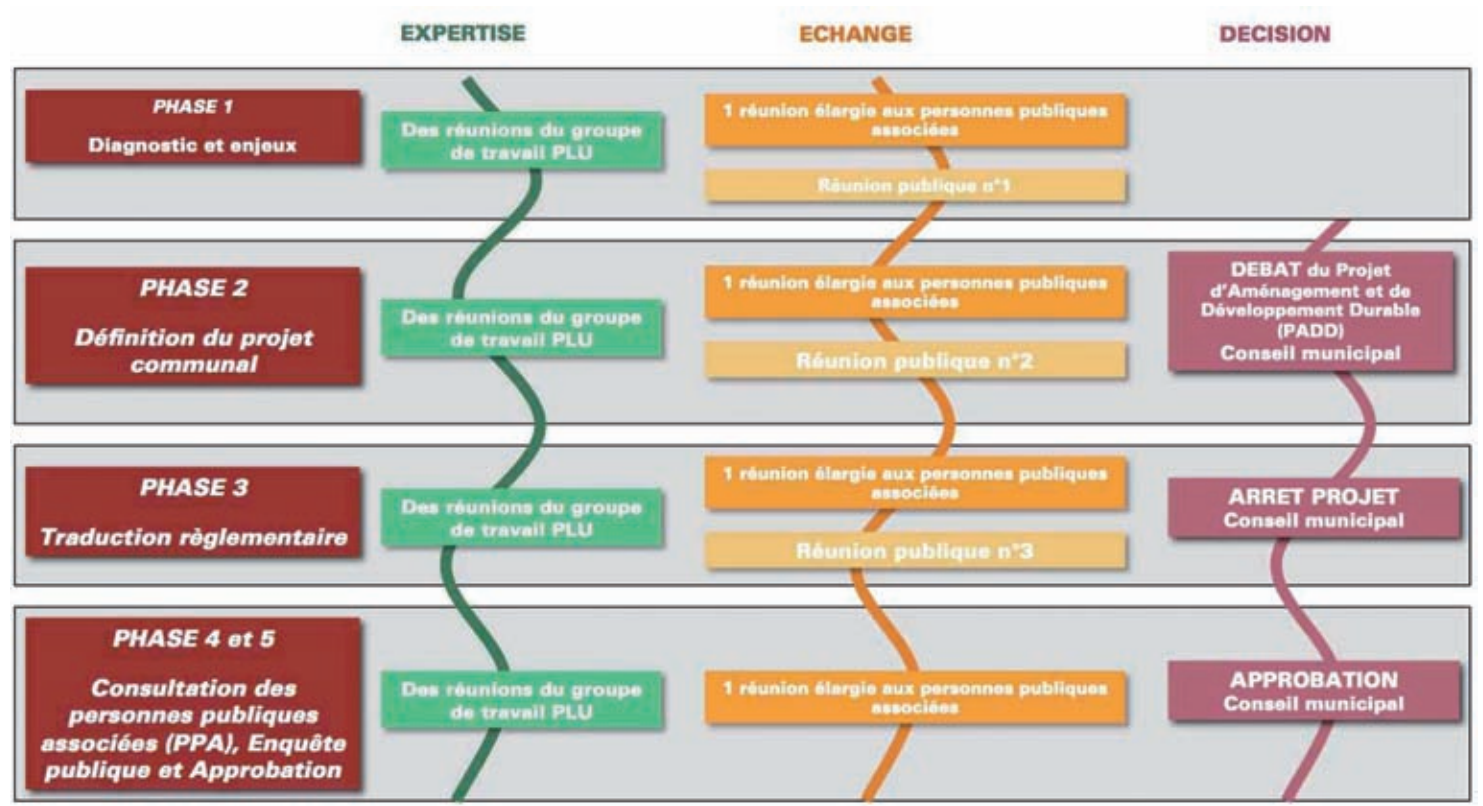 EXPERTISE
ECHANGE
DECISION
PHASE 1
Diagnostic et enjeux
Des réunions du groupe
de travail PLU
1 réunion élargie aux personnes publiques
associées
Réunion publique n°1
PHASE 2
Définition du projet
communal
Des réunions du groupe
de travail PLU
1 réunion élargie aux personnes publiques
associées
Réunion publique n°2
DEBAT du Projet
d'Aménagement et de
Développement Durable
(PADD)
Conseil municipal
PHASE 3
Traduction règlementaire
Des réunions du groupe
de travail PLU
1 réunion élargie aux personnes publiques
associées
Réunion publique n°3
ARRET PROJET
Conseil municipal
PHASE 4 et 5
Consultation des
personnes publiques
associées (PPA), Enquête
publique et Approbation
Des réunions du groupe
de travail PLU
1 réunion élargie aux personnes publiques
associées
APPROBATION
Conseil municipal